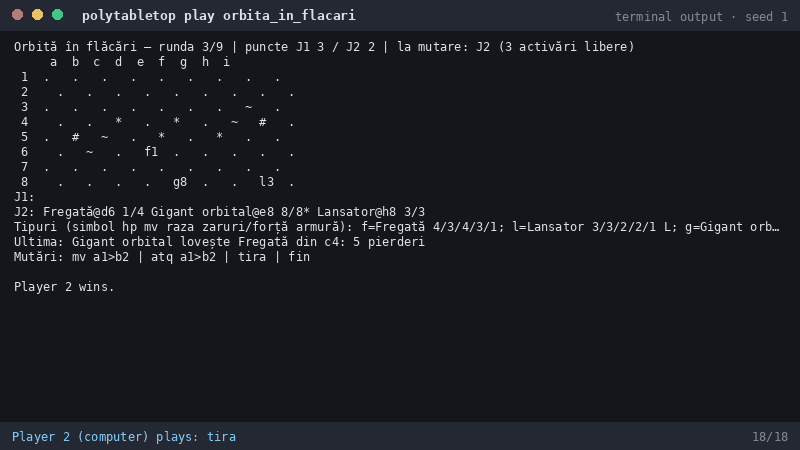 polytabletop play orbita_in_flacari
terminal output · seed 1
Orbită în flăcări — runda 3/9 | puncte J1 3 / J2 2 | la mutare: J2 (3 activări libere)
a b c d e f g h i
1 . . . . . . . . .
2 . . . . . . . . .
3 . . . . . . . ~ .
4 . . * . * . ~ # .
5 . # ~ . * . * . .
6 . ~ . f1 . . . . .
7 . . . . . . . . .
8 . . . . g8 . . l3 .
J1:
J2: Fregată@d6 1/4 Gigant orbital@e8 8/8* Lansator@h8 3/3
Tipuri (simbol hp mv raza zaruri/forță armură): f=Fregată 4/3/4/3/1; l=Lansator 3/3/2/2/1 L; g=Gigant orb…
Ultima: Gigant orbital lovește Fregată din c4: 5 pierderi
Mutări: mv a1>b2 | atq a1>b2 | tira | fin
Player 2 wins.
Player 2 (computer) plays: tira
18/18